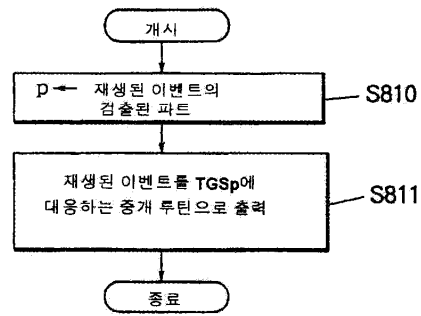 개시
p← 재생된 이벤트의
검출된 파트
S810
재생된 이벤트를 TGSp에
대응하는 중개 루틴으로 출력
S811
종료